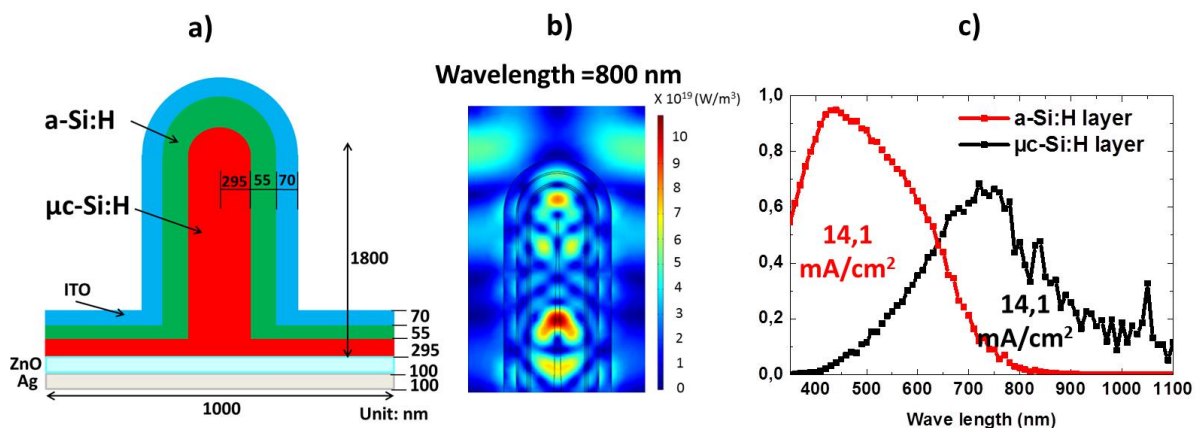 a)
a-Si:H
µc-Si:H
ITO
ZnO
Ag
295 55 70
1800
70
55
295
100
100
1000
Unit: nm
b)
Wavelength =800 nm
X 10¹⁹ (W/m³)
10
9
8
7
6
5
4
3
2
1
0
c)
1,0
0,8
0,6
0,4
0,2
0,0
a-Si:H layer
µc-Si:H layer
14,1
mA/cm²
14,1
mA/cm²
400 500 600 700 800 900 1000 1100
Wave length (nm)